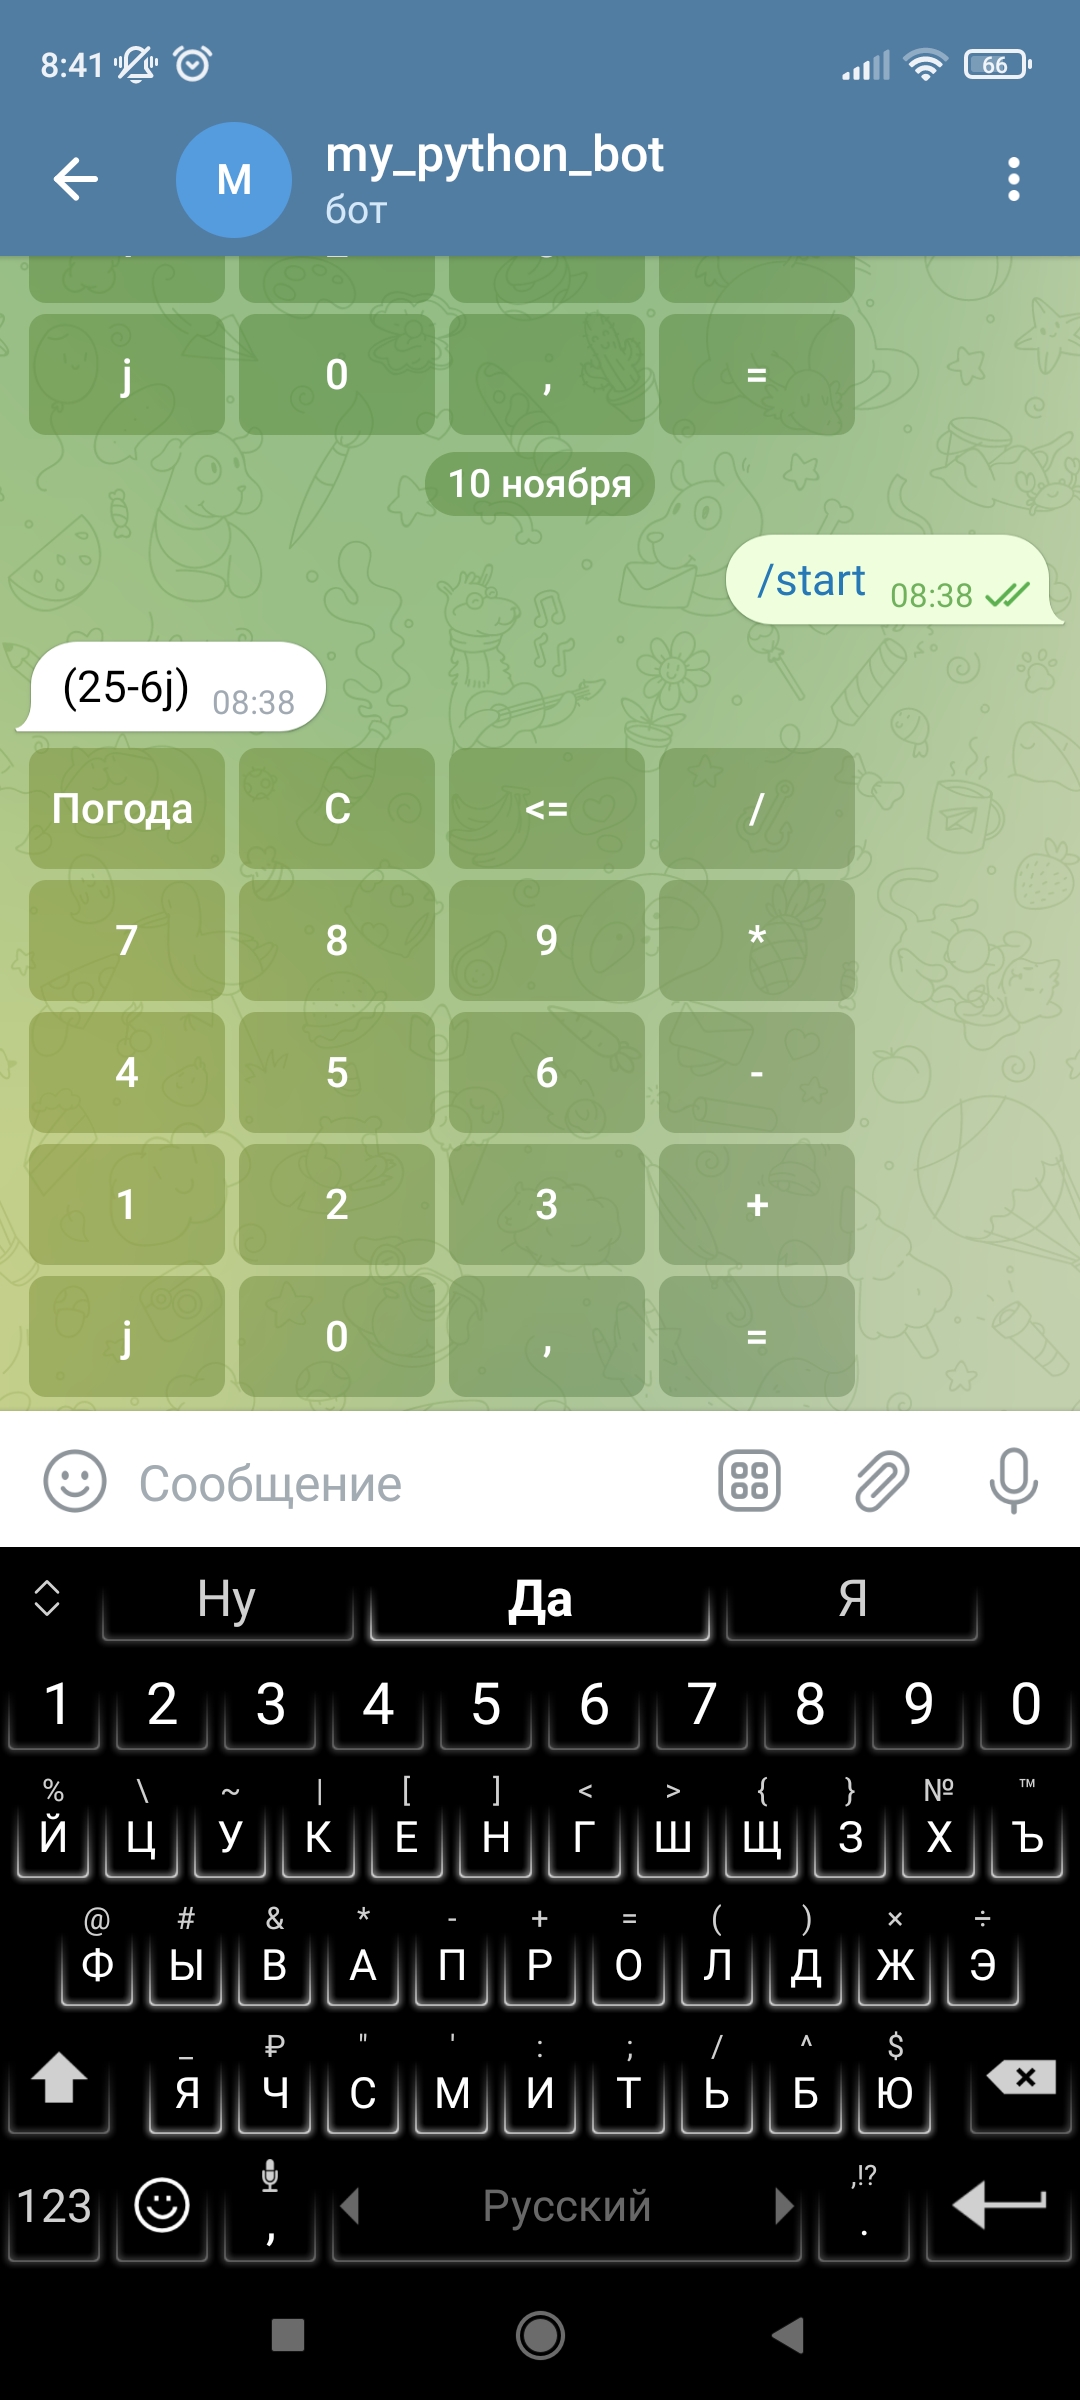 8:41
66
M
my_python_bot
бот
j 0 , =
10 ноября
/start 08:38
(25-6j) 08:38
Погода C <= /
7 8 9 *
4 5 6 -
1 2 3 +
j 0 , =
Сообщение
Ну Да Я
1 2 3 4 5 6 7 8 9 0
% \ ~ | [ ] < > { } № ™
Й Ц У К Е Н Г Ш Щ З Х Ъ
@ # & * - + = ( ) × ÷
Ф Ы В А П Р О Л Д Ж Э
_ ₽ " ' : ; / ^ $
Я Ч С М И Т Ь Б Ю
,!?
123 , Русский .